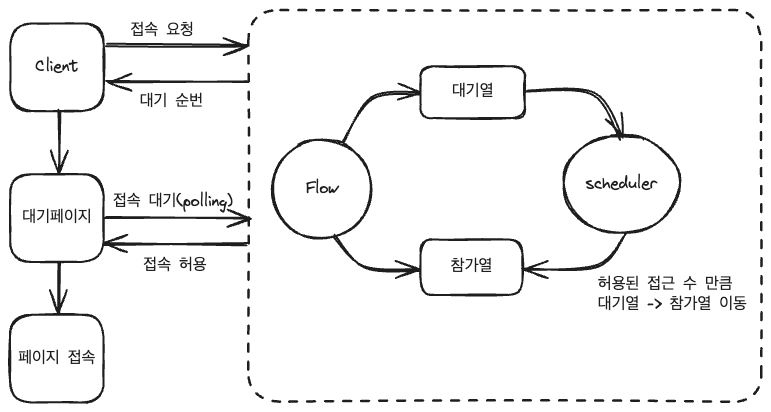 접속 요청
Client
대기 순번
대기열
Flow
scheduler
접속 대기(polling)
대기페이지
접속 허용
참가열
허용된 접근 수 만큼
대기열 -> 참가열 이동
페이지 접속